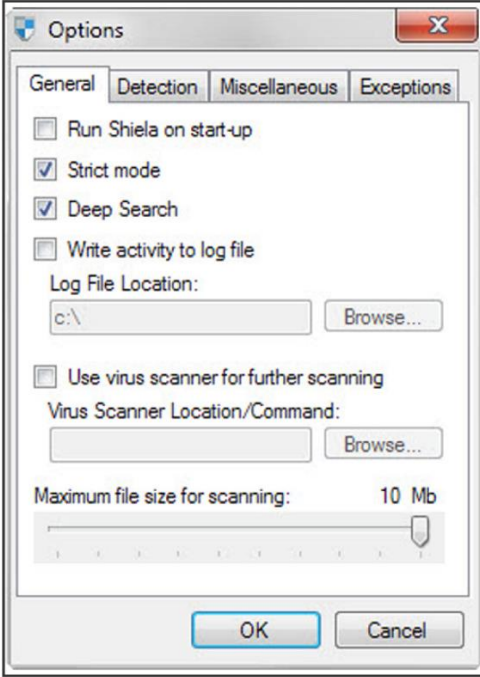 Options
General Detection Miscellaneous Exceptions
Run Shiela on start-up
Strict mode
Deep Search
Write activity to log file
Log File Location:
c:\
Browse...
Use virus scanner for further scanning
Virus Scanner Location/Command:
Browse...
Maximum file size for scanning: 10 Mb
OK Cancel